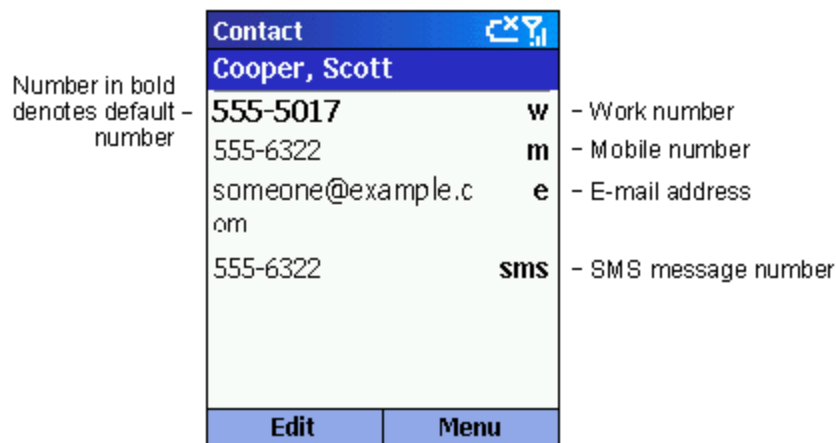 Contact
Cooper, Scott
Number in bold
denotes default –
number
555-5017 w – Work number
555-6322 m – Mobile number
someone@example.c e – E-mail address
om
555-6322 sms – SMS message number
Edit Menu